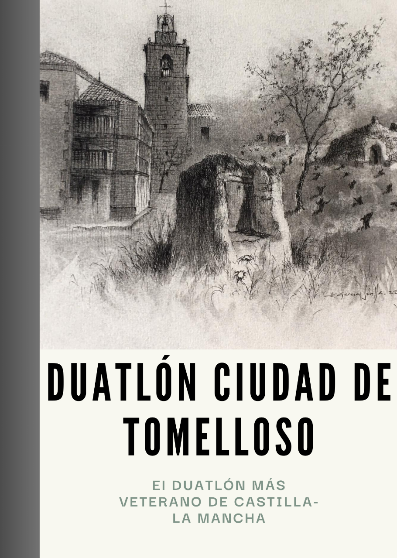 DUATLÓN CIUDAD DE
TOMELLOSO
El DUATLÓN MÁS
VETERANO DE CASTILLA-
LA MANCHA